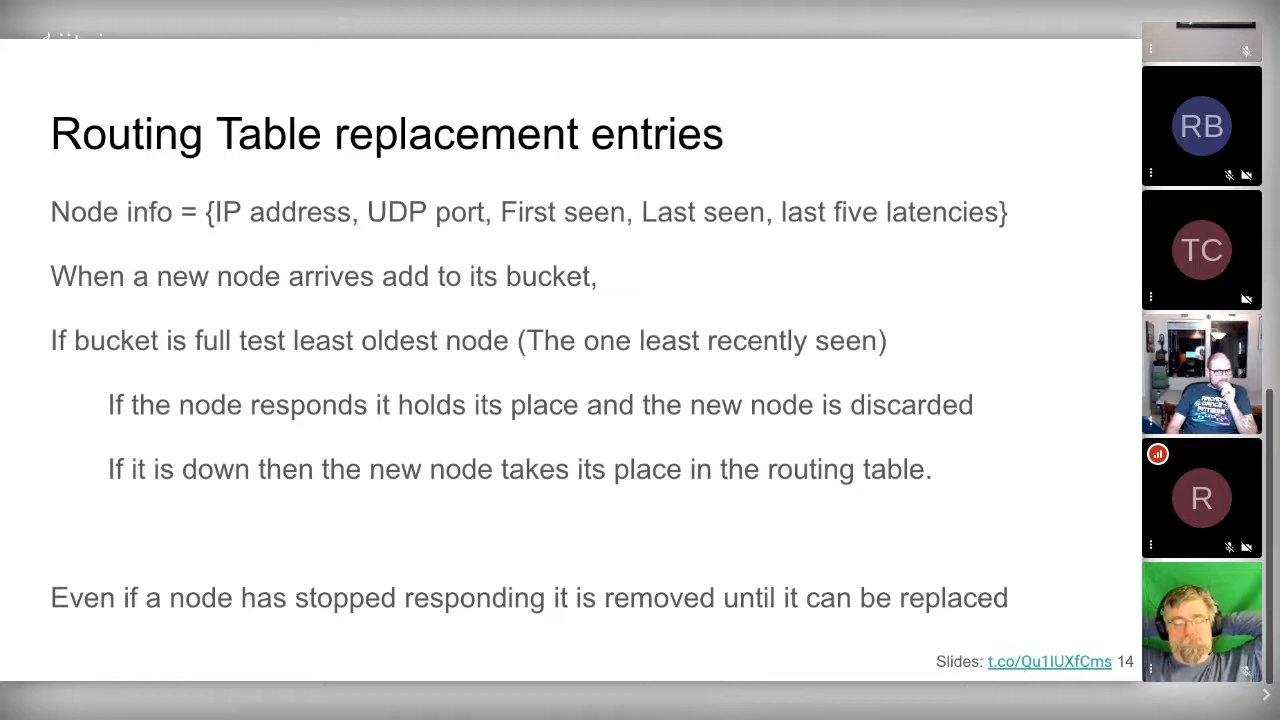 Routing Table replacement entries
Node info = {IP address, UDP port, First seen, Last seen, last five latencies}
When a new node arrives add to its bucket,
If bucket is full test least oldest node (The one least recently seen)
If the node responds it holds its place and the new node is discarded
If it is down then the new node takes its place in the routing table.
Even if a node has stopped responding it is removed until it can be replaced
Slides: t.co/Qu1IUXfCms 14
RB
TC
ARCADE
DANCE
FITNESS
R